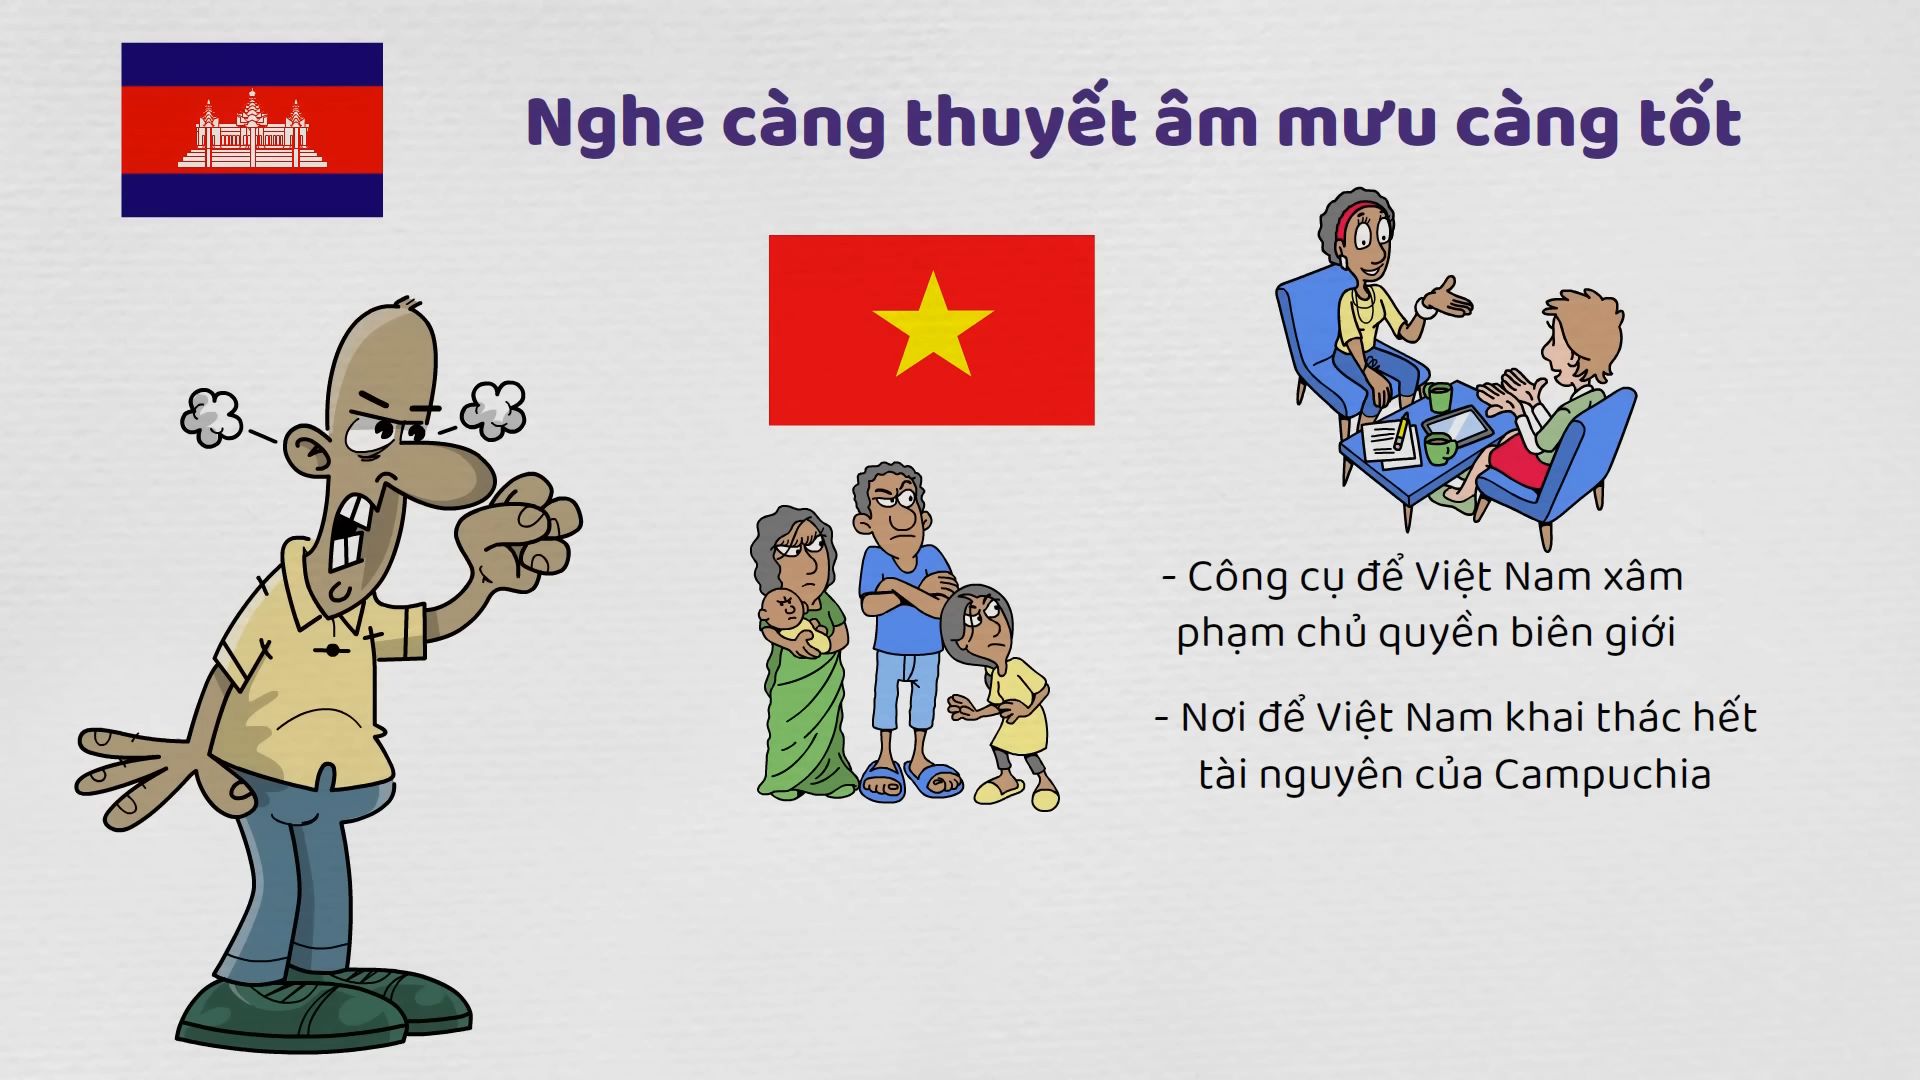 Nghe càng thuyết âm mưu càng tốt
- Công cụ để Việt Nam xâm
phạm chủ quyền biên giới
- Nơi để Việt Nam khai thác hết
tài nguyên của Campuchia